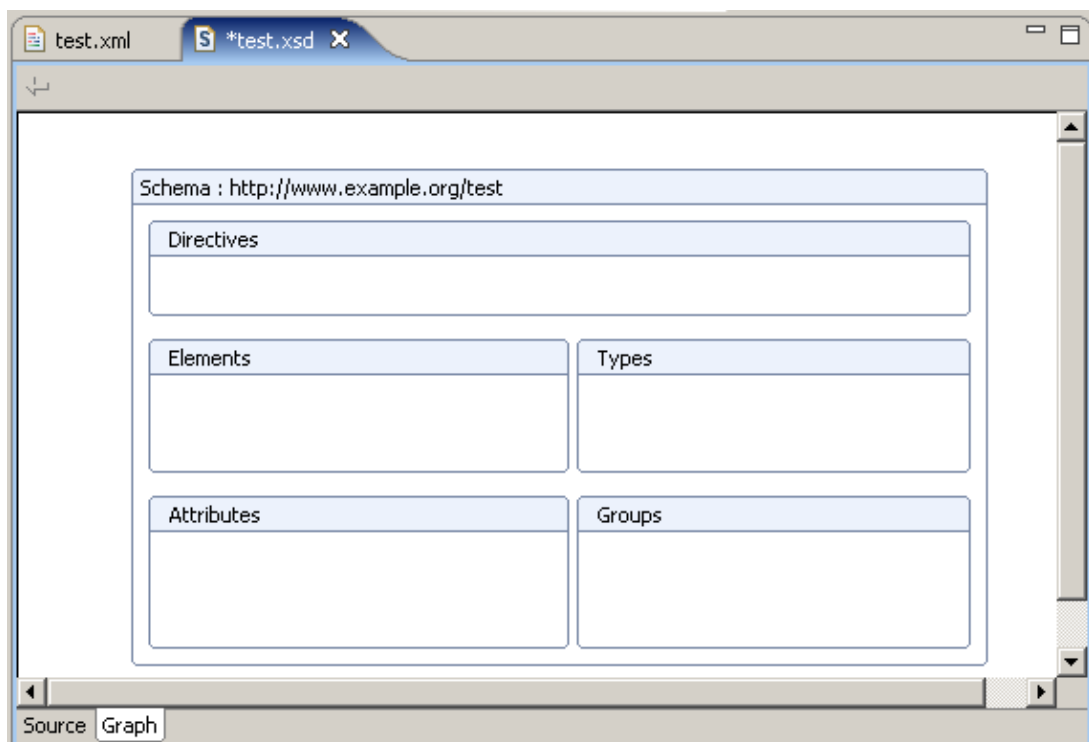 test.xml
*test.xsd
Schema : http://www.example.org/test
Directives
Elements
Types
Attributes
Groups
Source
Graph